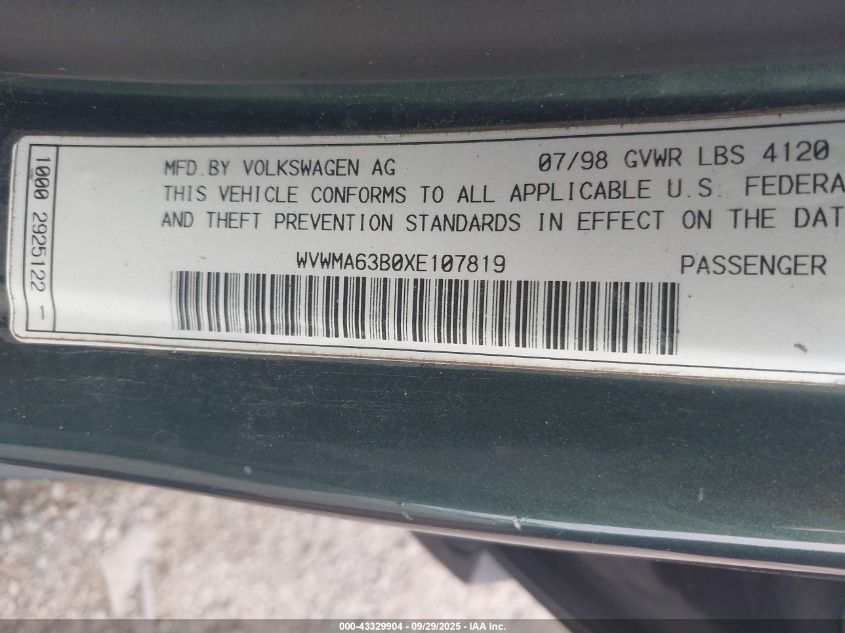 MFD.BY VOLKSWAGEN AG 07/98 GVWR LBS 4120
THIS VEHICLE CONFORMS TO ALL APPLICABLE U.S. FEDERA
AND THEFT PREVENTION STANDARDS IN EFFECT ON THE DAT
WVWMA63B0XE107819 PASSENGER
1000 2925122 -
000-43329904 | 09/29/2025 - IAA Inc.